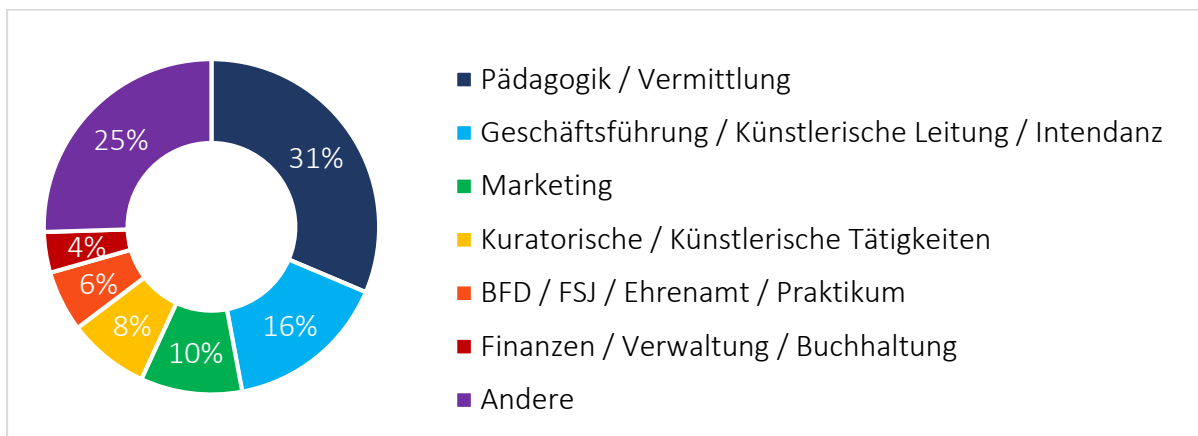 25%
31%
4%
6%
8%
10%
16%
Pädagogik / Vermittlung
Geschäftsführung / Künstlerische Leitung / Intendanz
Marketing
Kuratorische / Künstlerische Tätigkeiten
BFD / FSJ / Ehrenamt / Praktikum
Finanzen / Verwaltung / Buchhaltung
Andere